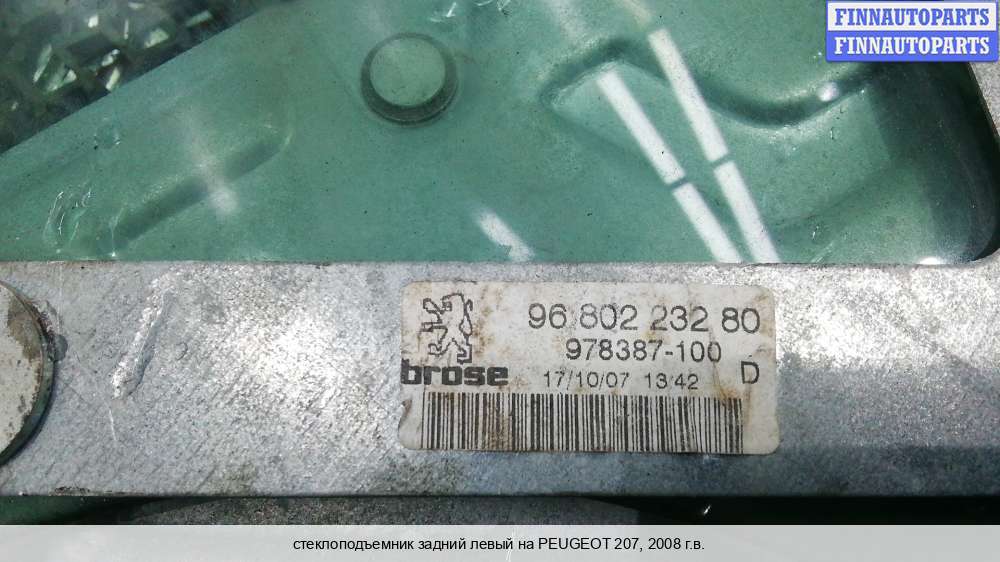 FINNAUTOPARTS
FINNAUTOPARTS
96 802 232 80
978387-100
brose 17/10/07 13:42 D
стеклоподъемник задний левый на PEUGEOT 207, 2008 г.в.